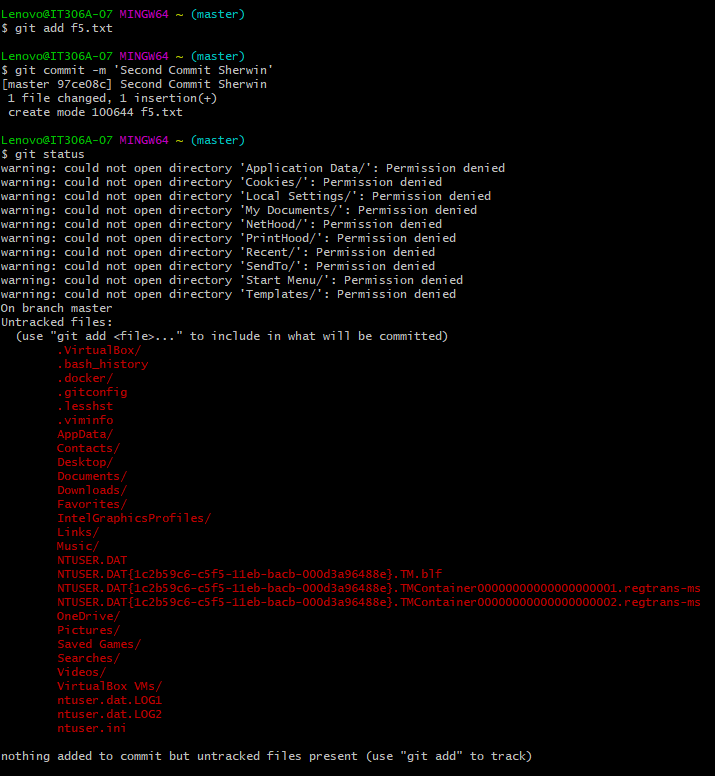 Lenovo@IT306A-07 MINGW64 ~ (master)
$ git add f5.txt

Lenovo@IT306A-07 MINGW64 ~ (master)
$ git commit -m 'Second Commit Sherwin'
[master 97ce08c] Second Commit Sherwin
 1 file changed, 1 insertion(+)
 create mode 100644 f5.txt

Lenovo@IT306A-07 MINGW64 ~ (master)
$ git status
warning: could not open directory 'Application Data/': Permission denied
warning: could not open directory 'Cookies/': Permission denied
warning: could not open directory 'Local Settings/': Permission denied
warning: could not open directory 'My Documents/': Permission denied
warning: could not open directory 'NetHood/': Permission denied
warning: could not open directory 'PrintHood/': Permission denied
warning: could not open directory 'Recent/': Permission denied
warning: could not open directory 'SendTo/': Permission denied
warning: could not open directory 'Start Menu/': Permission denied
warning: could not open directory 'Templates/': Permission denied
On branch master
Untracked files:
  (use "git add <file>..." to include in what will be committed)
        .VirtualBox/
        .bash_history
        .docker/
        .gitconfig
        .lesshst
        .viminfo
        AppData/
        Contacts/
        Desktop/
        Documents/
        Downloads/
        Favorites/
        IntelGraphicsProfiles/
        Links/
        Music/
        NTUSER.DAT
        NTUSER.DAT{1c2b59c6-c5f5-11eb-bacb-000d3a96488e}.TM.blf
        NTUSER.DAT{1c2b59c6-c5f5-11eb-bacb-000d3a96488e}.TMContainer00000000000000000001.regtrans-ms
        NTUSER.DAT{1c2b59c6-c5f5-11eb-bacb-000d3a96488e}.TMContainer00000000000000000002.regtrans-ms
        OneDrive/
        Pictures/
        Saved Games/
        Searches/
        Videos/
        VirtualBox VMs/
        ntuser.dat.LOG1
        ntuser.dat.LOG2
        ntuser.ini

nothing added to commit but untracked files present (use "git add" to track)